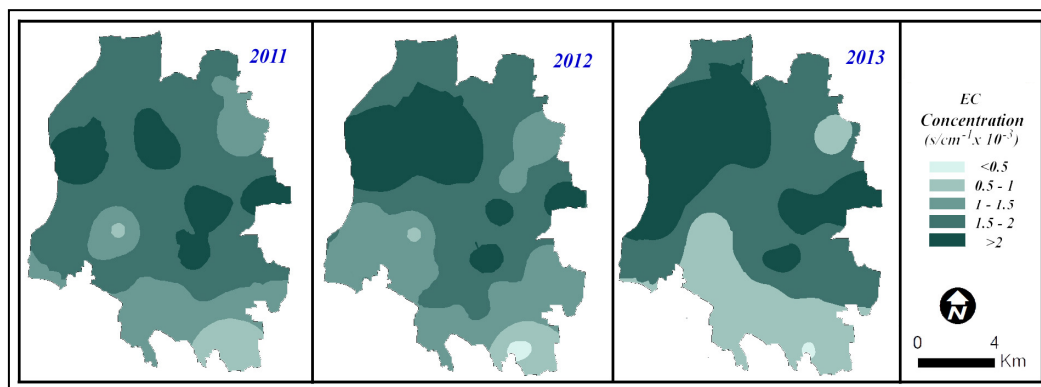 2011
2012
2013
EC
Concentration
(s/cm⁻¹x 10⁻³)
<0.5
0.5 - 1
1 - 1.5
1.5 - 2
>2
N
0 4
Km